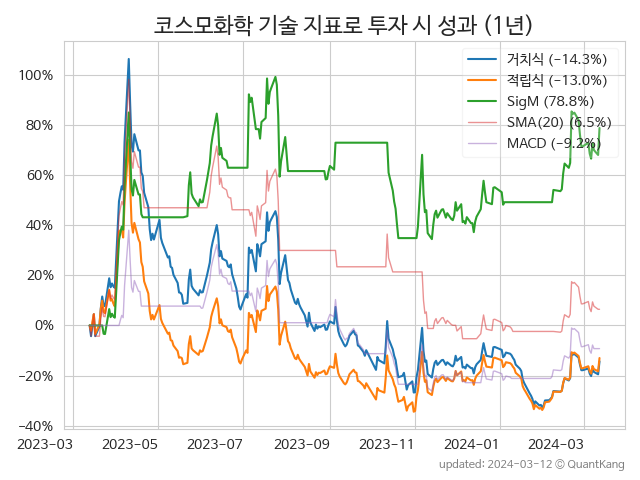 코스모화학 기술 지표로 투자 시 성과 (1년)
거치식 (−14.3%)
적립식 (−13.0%)
SigM (78.8%)
SMA(20) (6.5%)
MACD (−9.2%)
100%
80%
60%
40%
20%
0%
−20%
−40%
2023-03
2023-05
2023-07
2023-09
2023-11
2024-01
2024-03
updated: 2024-03-12 © QuantKang